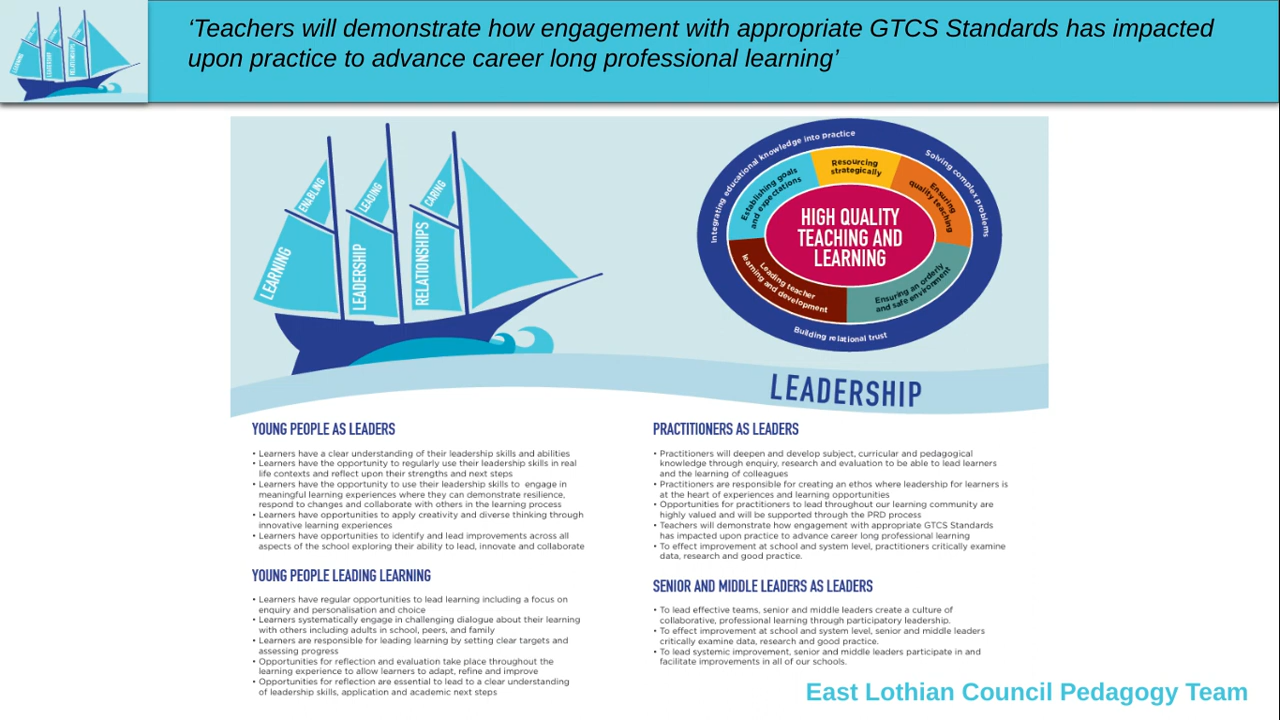 ‘Teachers will demonstrate how engagement with appropriate GTCS Standards has impacted
upon practice to advance career long professional learning’
LEARNING
LEADERSHIP
RELATIONSHIPS
ENABLING
LEADING
CARING
LEARNING
LEADERSHIP
RELATIONSHIPS
Integrating educational knowledge into practice
Solving complex problems
Building relational trust
Establishing goals
and expectations
Resourcing
strategically
Ensuring
quality teaching
Leading teacher
learning and development
Ensuring an orderly
and safe environment
HIGH QUALITY
TEACHING AND
LEARNING
LEADERSHIP
YOUNG PEOPLE AS LEADERS
• Learners have a clear understanding of their leadership skills and abilities
• Learners have the opportunity to regularly use their leadership skills in real
life contexts and reflect upon their strengths and next steps
• Learners have the opportunity to use their leadership skills to engage in
meaningful learning experiences where they can demonstrate resilience,
respond to changes and collaborate with others in the learning process
• Learners have opportunities to apply creativity and diverse thinking through
innovative learning experiences
• Learners have opportunities to identify and lead improvements across all
aspects of the school exploring their ability to lead, innovate and collaborate
YOUNG PEOPLE LEADING LEARNING
• Learners have regular opportunities to lead learning including a focus on
enquiry and personalisation and choice
• Learners systematically engage in challenging dialogue about their learning
with others including adults in school, peers, and family
• Learners are responsible for leading learning by setting clear targets and
assessing progress
• Opportunities for reflection and evaluation take place throughout the
learning experience to allow learners to adapt, refine and improve
• Opportunities for reflection are essential to lead to a clear understanding
of leadership skills, application and academic next steps
PRACTITIONERS AS LEADERS
• Practitioners will deepen and develop subject, curricular and pedagogical
knowledge through enquiry, research and evaluation to be able to lead learners
and the learning of colleagues
• Practitioners are responsible for creating an ethos where leadership for learners is
at the heart of experiences and learning opportunities
• Opportunities for practitioners to lead throughout our learning community are
highly valued and will be supported through the PRD process
• Teachers will demonstrate how engagement with appropriate GTCS Standards
has impacted upon practice to advance career long professional learning
• To effect improvement at school and system level, practitioners critically examine
data, research and good practice.
SENIOR AND MIDDLE LEADERS AS LEADERS
• To lead effective teams, senior and middle leaders create a culture of
collaborative, professional learning through participatory leadership.
• To effect improvement at school and system level, senior and middle leaders
critically examine data, research and good practice.
• To lead systemic improvement, senior and middle leaders participate in and
facilitate improvements in all of our schools.
East Lothian Council Pedagogy Team